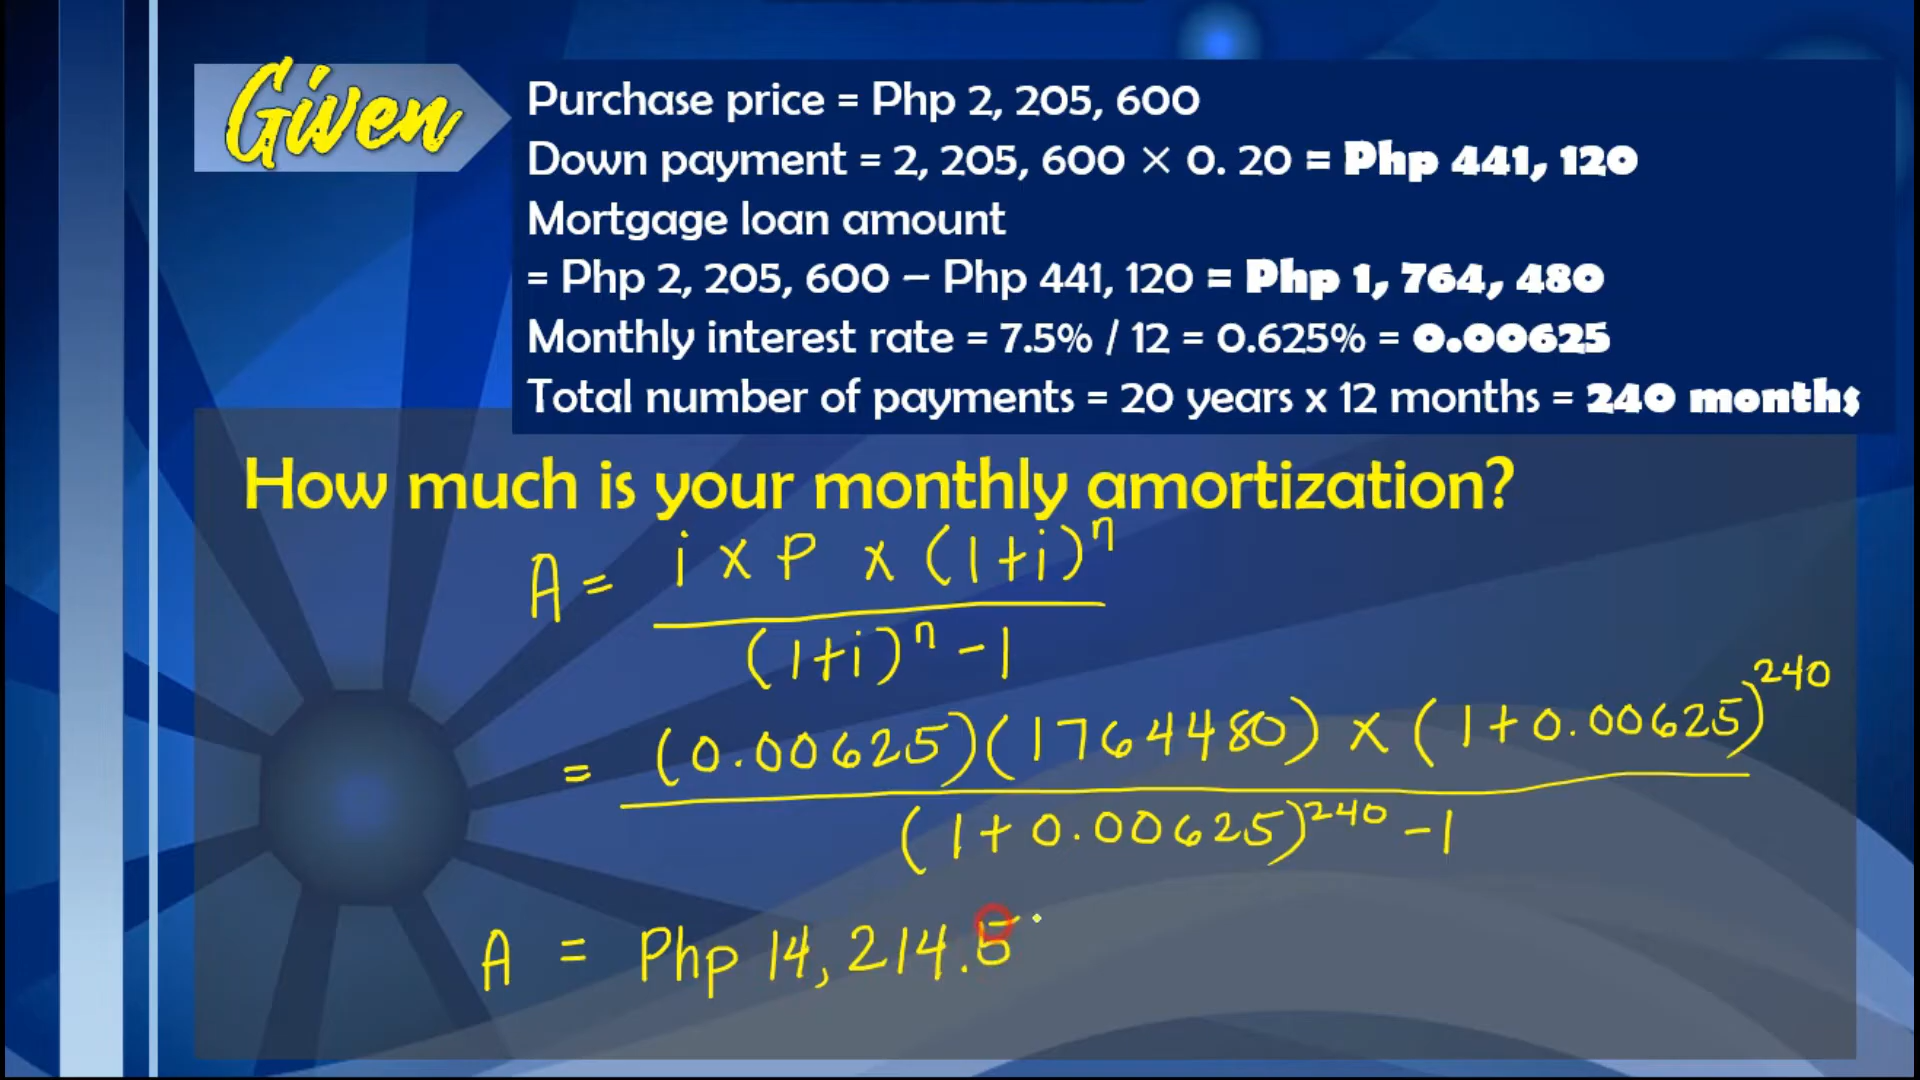 Given
Purchase price = Php 2, 205, 600
Down payment = 2, 205, 600 × 0. 20 = Php 441, 120
Mortgage loan amount
= Php 2, 205, 600 – Php 441, 120 = Php 1, 764, 480
Monthly interest rate = 7.5% / 12 = 0.625% = 0.00625
Total number of payments = 20 years x 12 months = 240 months
How much is your monthly amortization?
A = i x P x (1+i)^n
(1+i)^n - 1
= (0.00625)(1764480) x (1+0.00625)^240
(1+0.00625)^240 - 1
A = Php 14,214.5